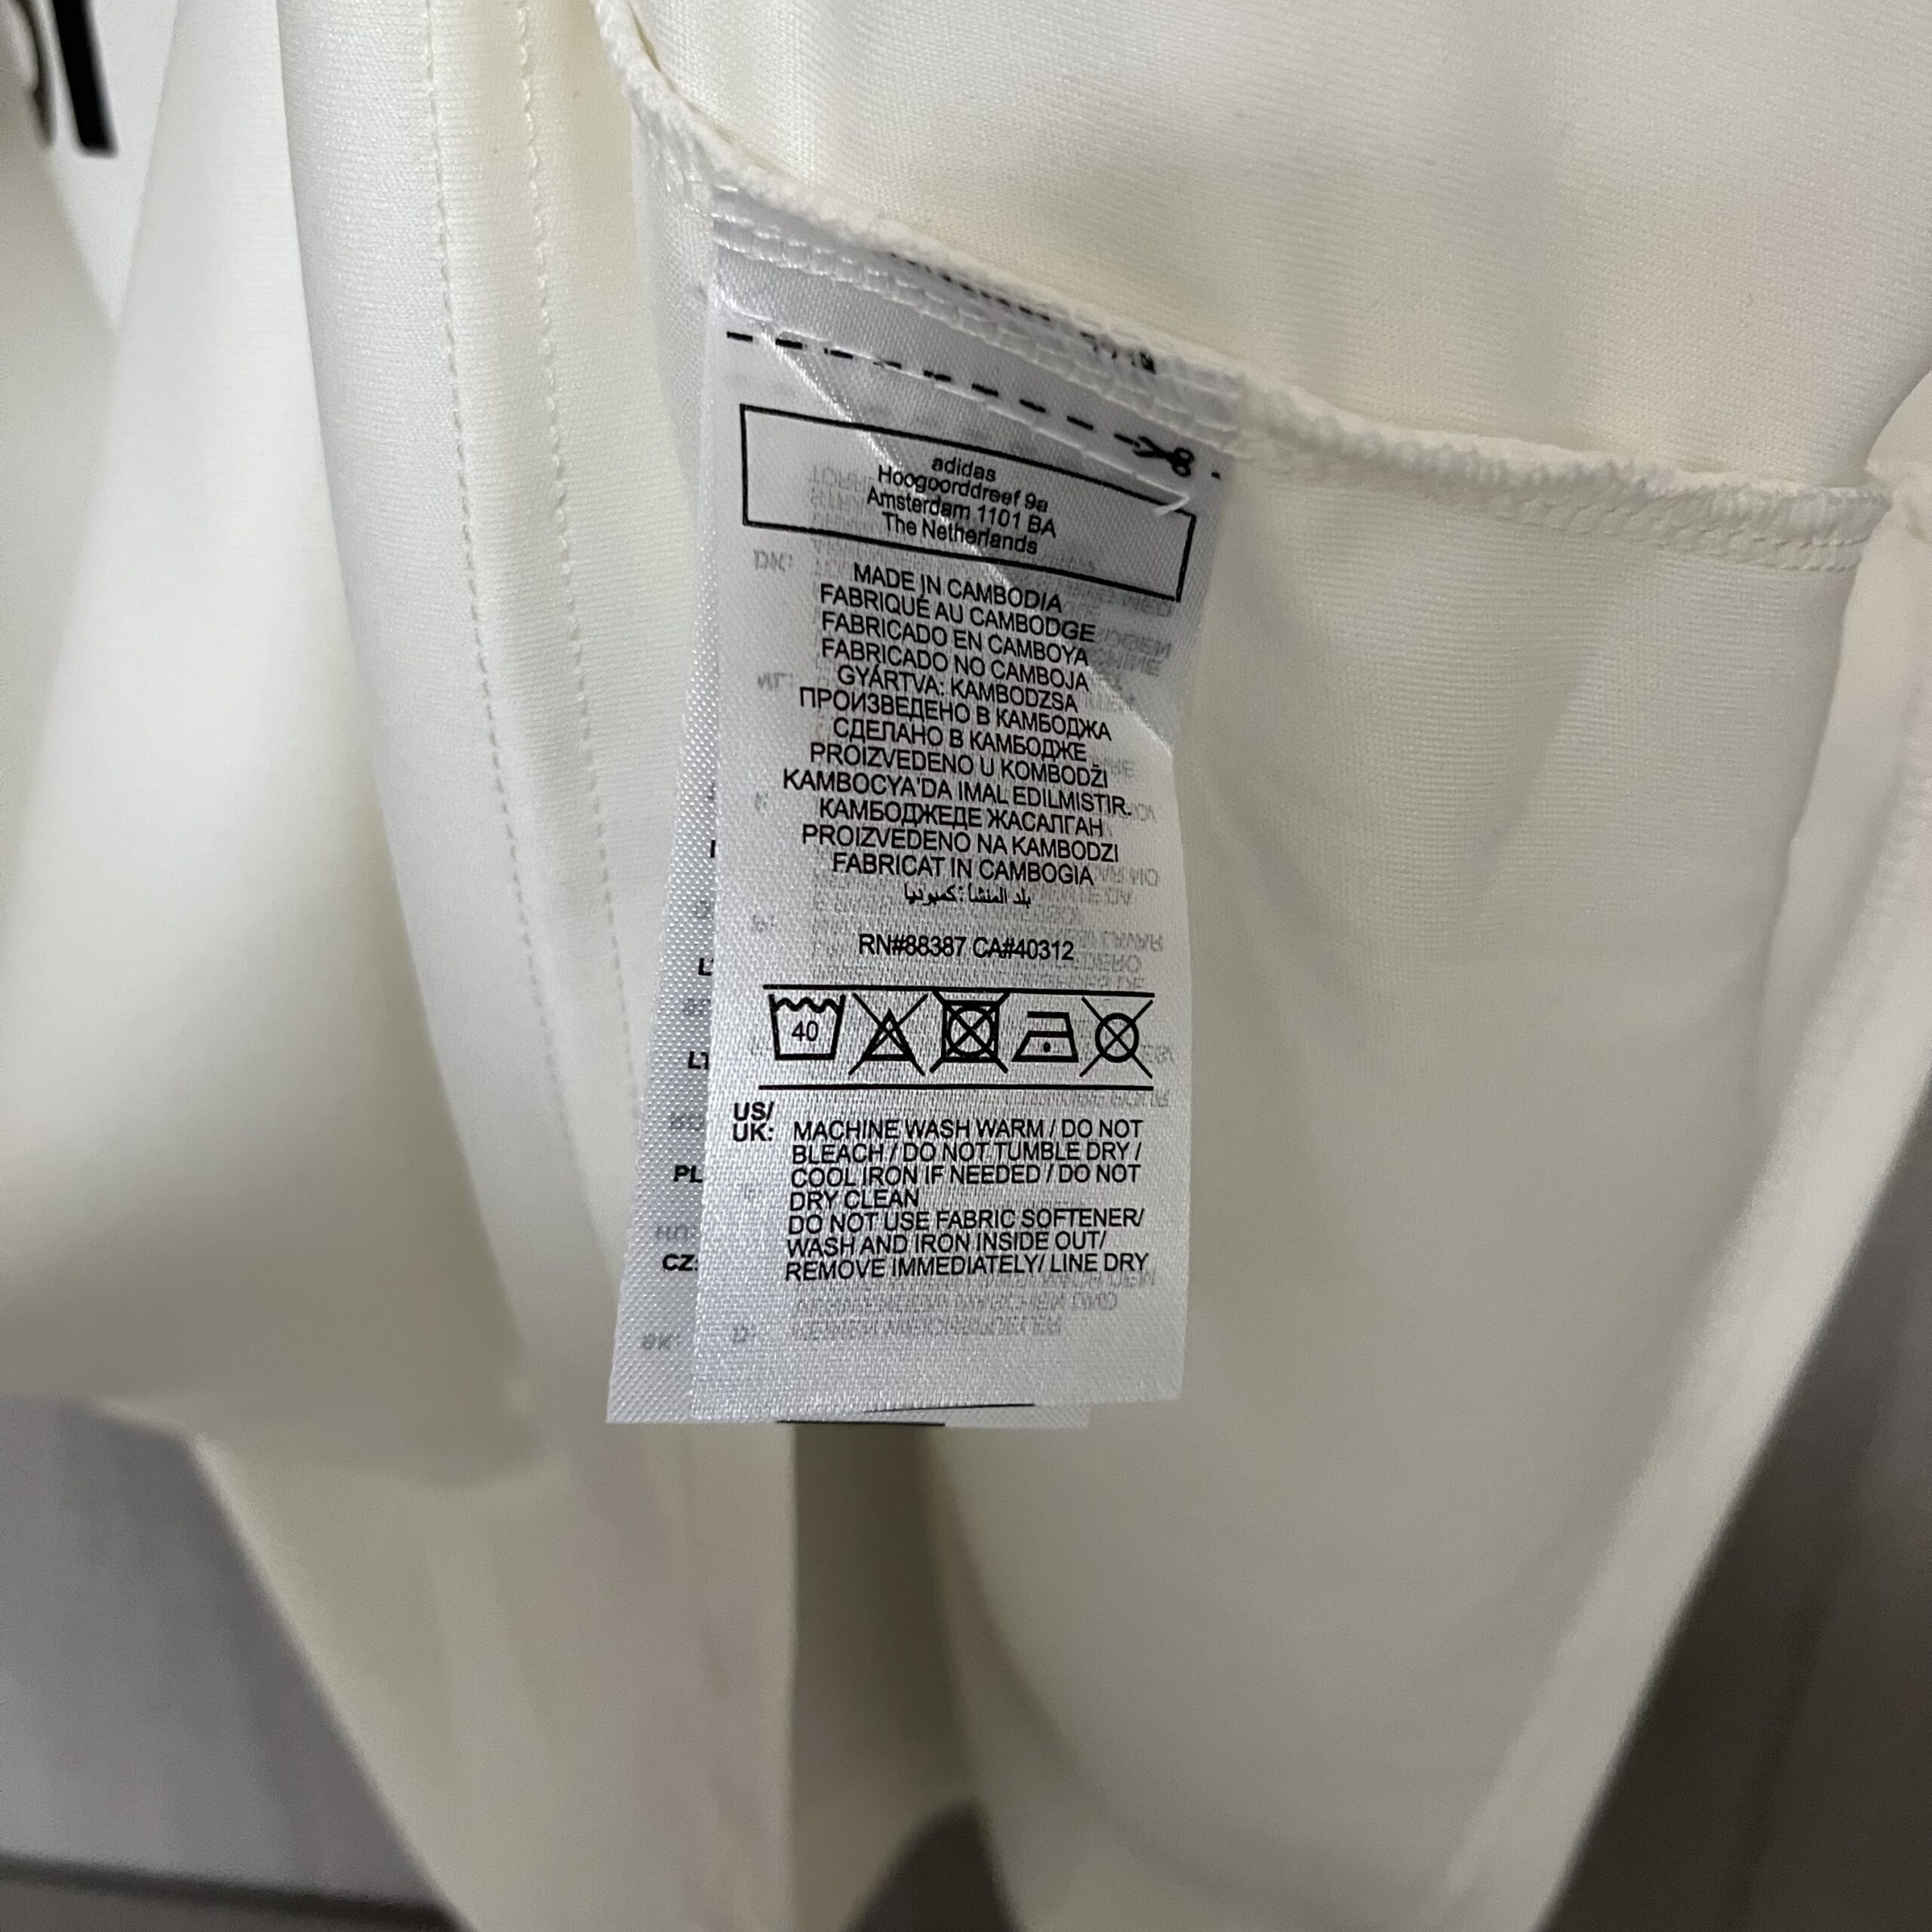 adidas
Hoogoorddreef 9a
Amsterdam 1101 BA
The Netherlands
MADE IN CAMBODIA
FABRIQUÉ AU CAMBODGE
FABRICADO EN CAMBOYA
FABRICADO NO CAMBOJA
GYÁRTVA: KAMBODZSA
ПРОИЗВЕДЕНО В КАМБОДЖА
СДЕЛАНО В КАМБОДЖЕ
PROIZVEDENO U KOMBODŽI
KAMBOCYA'DA IMAL EDILMISTIR.
КАМБОДЖЕДЕ ЖАСАЛҒАН
PROIZVEDENO NA KAMBODZI
FABRICAT IN CAMBOGIA
بلد المنشأ: كمبوديا
RN#88387 CA#40312
40
US/
UK: MACHINE WASH WARM / DO NOT
BLEACH / DO NOT TUMBLE DRY /
COOL IRON IF NEEDED / DO NOT
DRY CLEAN
DO NOT USE FABRIC SOFTENER/
WASH AND IRON INSIDE OUT/
REMOVE IMMEDIATELY/ LINE DRY
PL
CZ: